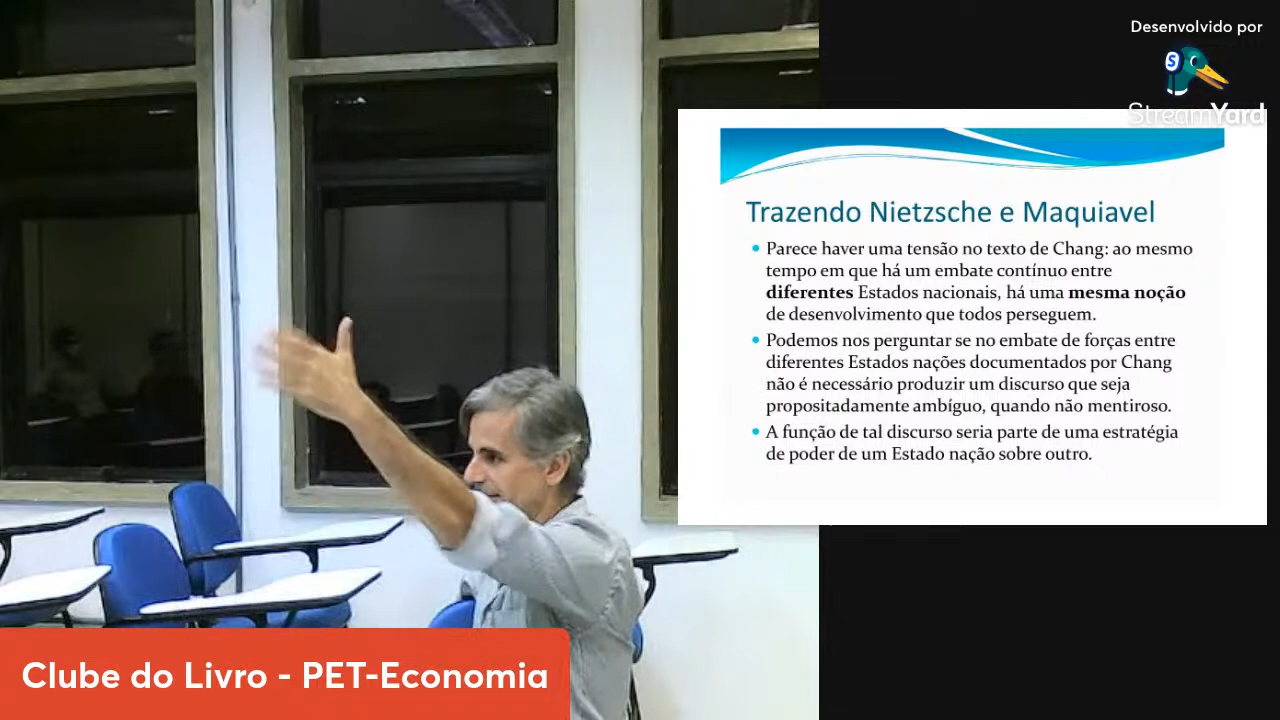 Desenvolvido por
S
StreamYard
Trazendo Nietzsche e Maquiavel
• Parece haver uma tensão no texto de Chang: ao mesmo
tempo em que há um embate contínuo entre
diferentes Estados nacionais, há uma mesma noção
de desenvolvimento que todos perseguem.
• Podemos nos perguntar se no embate de forças entre
diferentes Estados nações documentados por Chang
não é necessário produzir um discurso que seja
propositadamente ambíguo, quando não mentiroso.
• A função de tal discurso seria parte de uma estratégia
de poder de um Estado nação sobre outro.
Clube do Livro - PET-Economia